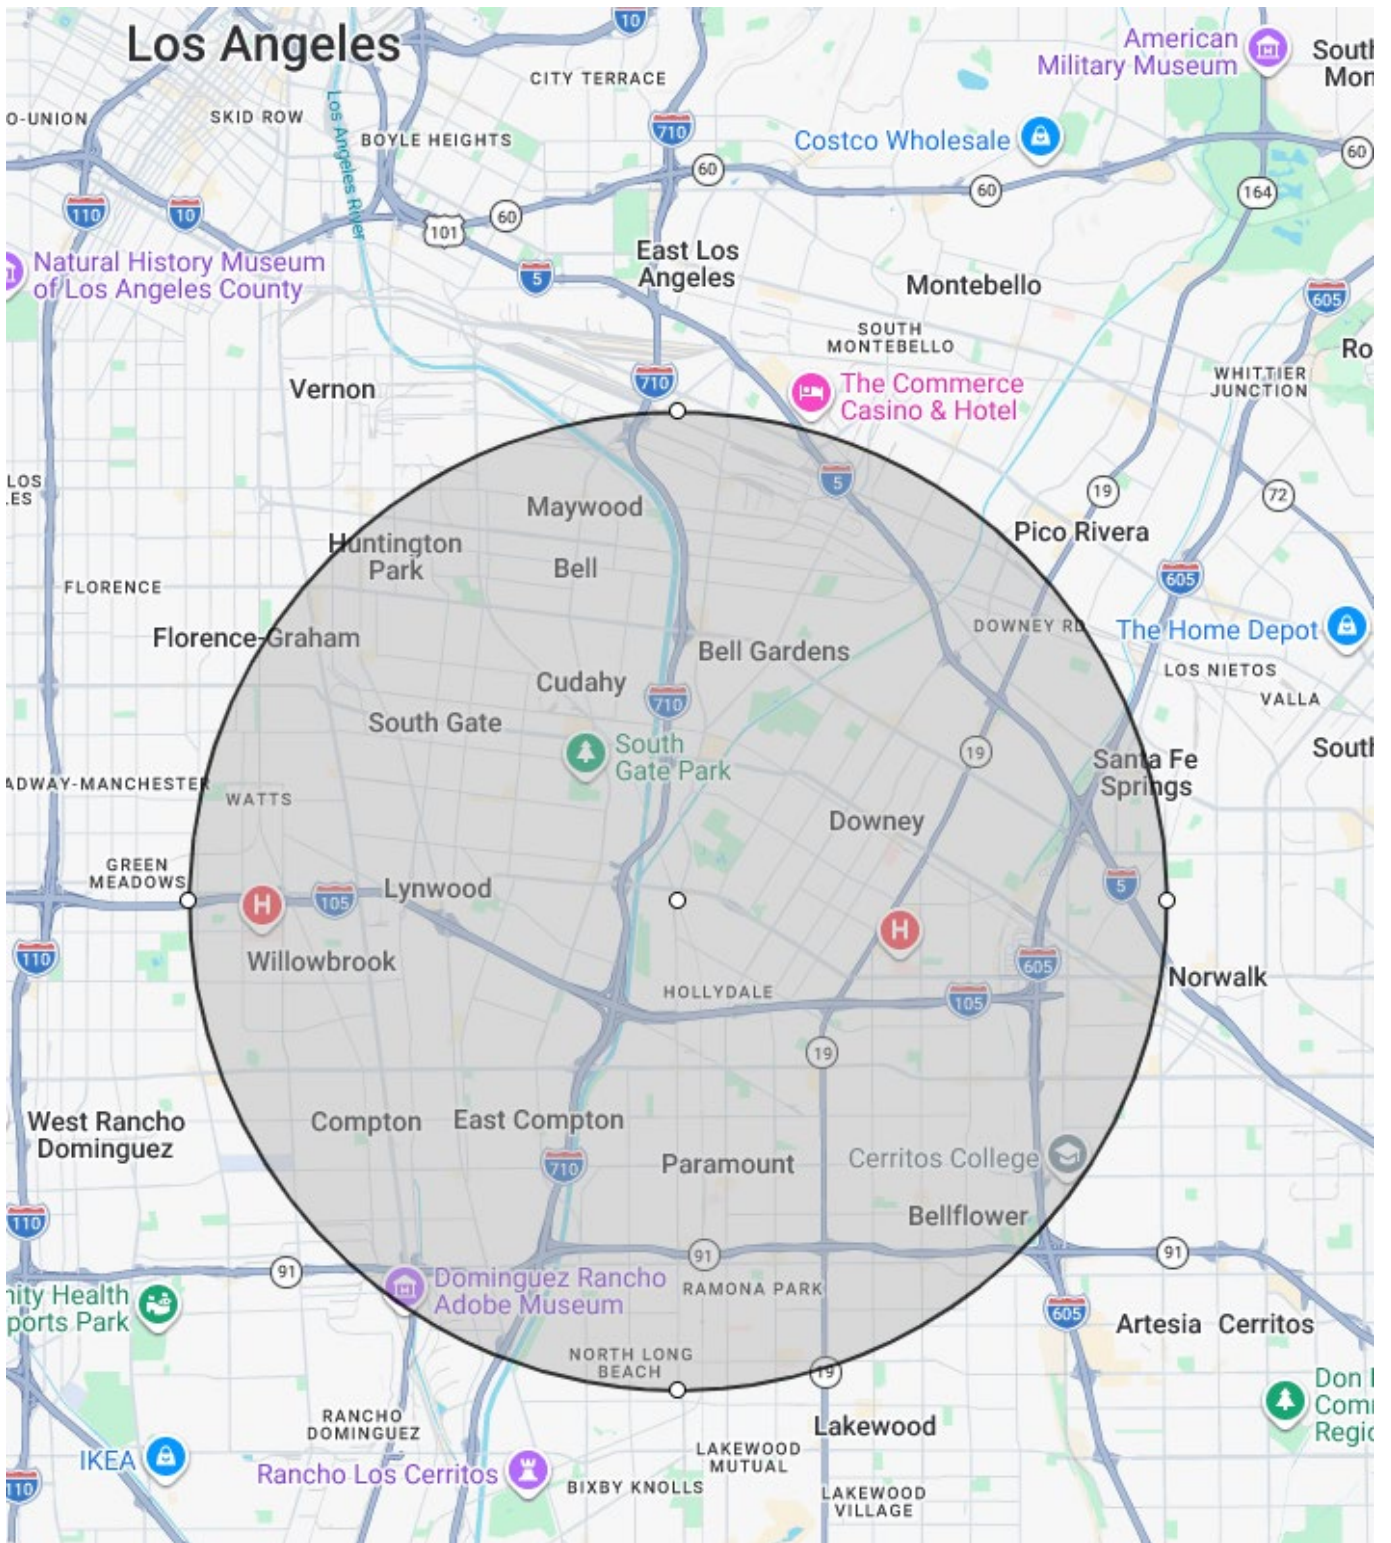 Los Angeles
10
CITY TERRACE
American
Military Museum
South
Mon
O-UNION
SKID ROW
BOYLE HEIGHTS
Los Angeles River
710
Costco Wholesale
60
60
60
164
110
10
60
101
5
East Los
Angeles
Natural History Museum
of Los Angeles County
Montebello
605
SOUTH
MONTEBELLO
Ro
WHITTIER
JUNCTION
Vernon
710
The Commerce
Casino & Hotel
LOS
ES
5
19
72
Maywood
Pico Rivera
Huntington
Park
Bell
605
FLORENCE
Florence-Graham
DOWNEY RD
The Home Depot
Bell Gardens
LOS NIETOS
Cudahy
710
VALLA
South Gate
South
Gate Park
19
South
Santa Fe
Springs
ADWAY-MANCHESTER
WATTS
Downey
GREEN
MEADOWS
Lynwood
5
H
105
H
110
Willowbrook
605
Norwalk
HOLLYDALE
105
19
West Rancho
Dominguez
Compton
East Compton
710
Paramount
Cerritos College
110
Bellflower
91
91
91
nity Health
ports Park
Dominguez Rancho
Adobe Museum
RAMONA PARK
605
Artesia
Cerritos
NORTH LONG
BEACH
19
Don
Com
Regic
RANCHO
DOMINGUEZ
Lakewood
IKEA
Rancho Los Cerritos
LAKEWOOD
MUTUAL
BIXBY KNOLLS
110
LAKEWOOD
VILLAGE